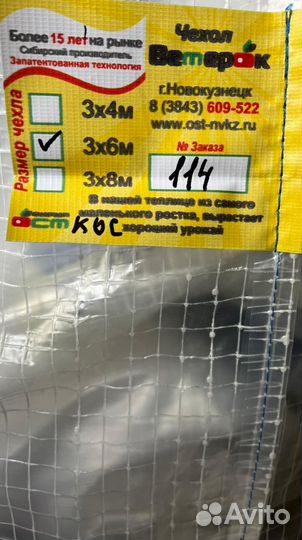 Более 15 лет на рынке
Сибирский производитель
Запатентованная технология
Чехол
Ветерок
г.Новокузнецк
8 (3843) 609-522
www.ost-nvkz.ru
Размер чехла
3х4м
✓ 3х6м
3х8м
№ Заказа
114
В нашей теплице из самого
маленького ростка, вырастает
хороший урожай
ОСТ
КОС
Avito